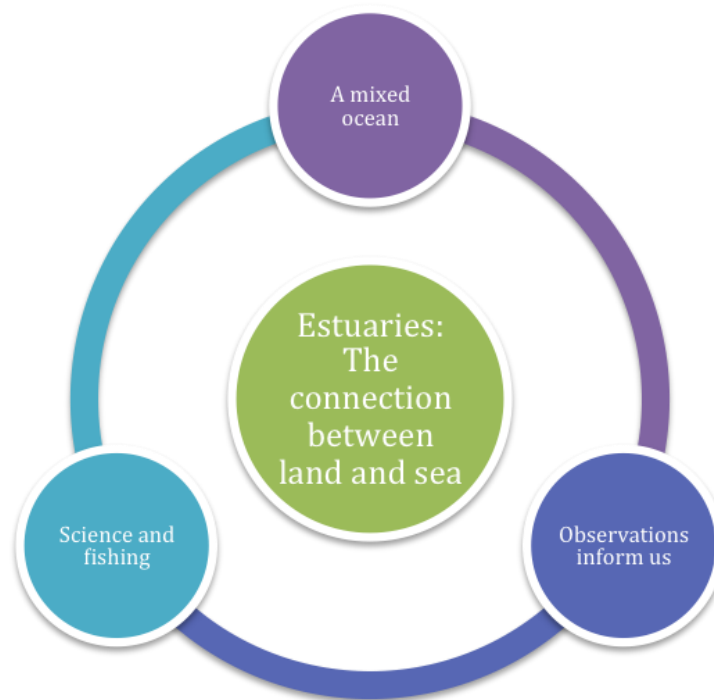 A mixed
ocean
Estuaries:
The
connection
between
land and sea
Science and
fishing
Observations
inform us